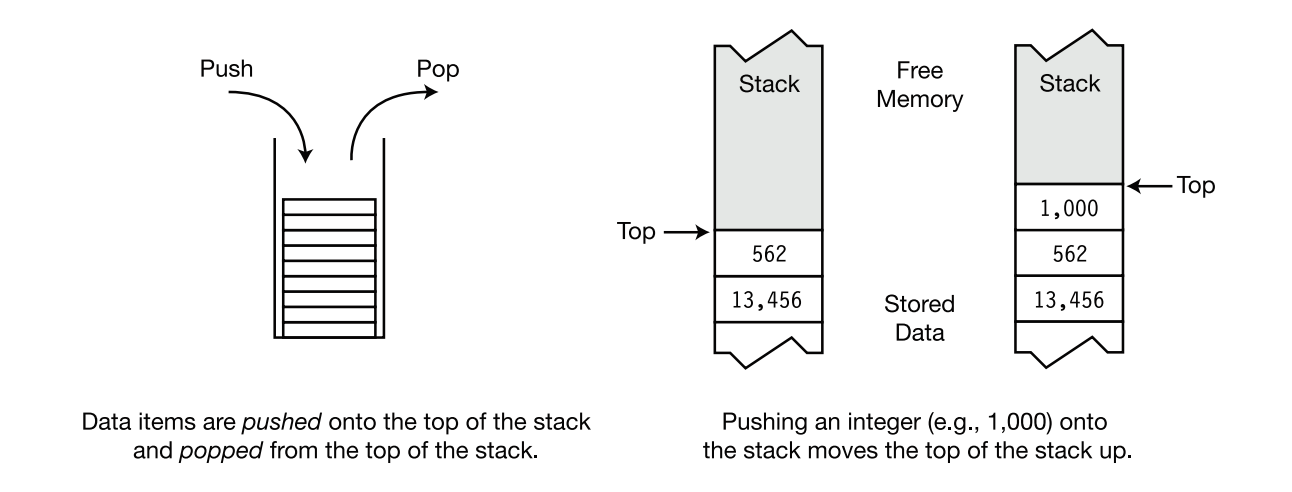 Push
Pop
Data items are pushed onto the top of the stack
and popped from the top of the stack.
Stack
Top
562
13,456
Free
Memory
Stored
Data
Stack
Top
1,000
562
13,456
Pushing an integer (e.g., 1,000) onto
the stack moves the top of the stack up.